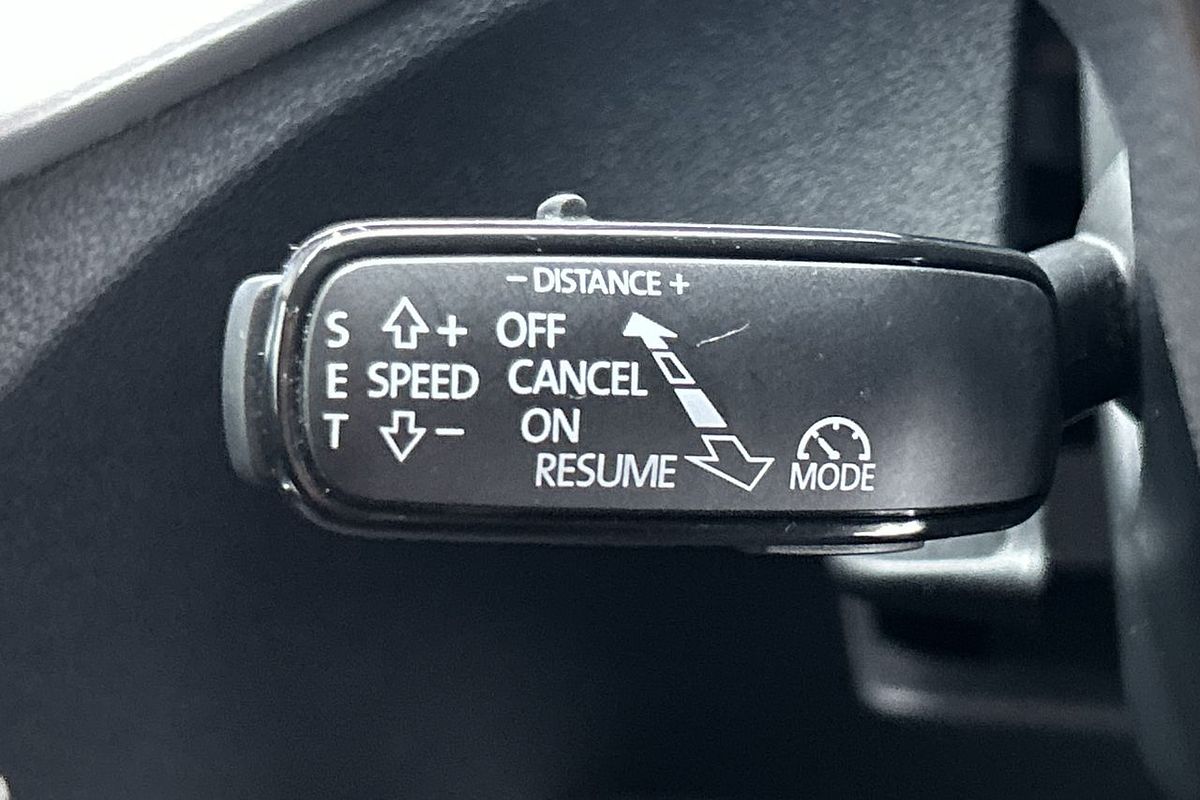 − DISTANCE +
S + OFF
E SPEED CANCEL
T − ON
RESUME
MODE